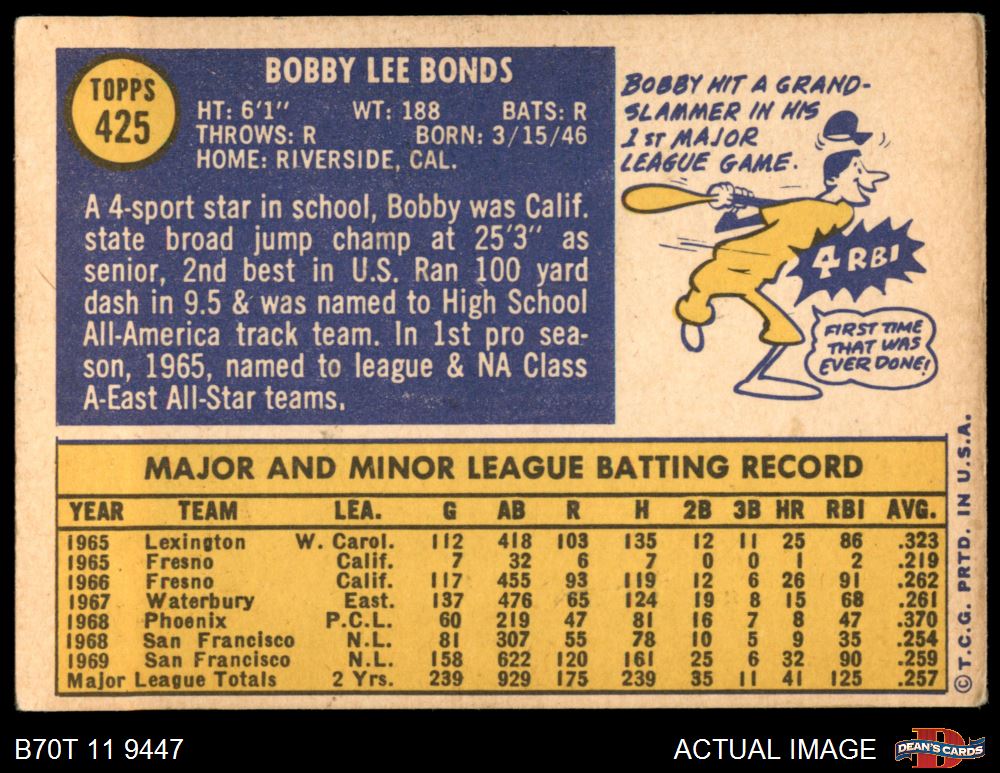 TOPPS
425
BOBBY LEE BONDS
HT: 6'1" WT: 188 BATS: R
THROWS: R BORN: 3/15/46
HOME: RIVERSIDE, CAL.
A 4-sport star in school, Bobby was Calif.
state broad jump champ at 25'3" as
senior, 2nd best in U.S. Ran 100 yard
dash in 9.5 & was named to High School
All-America track team. In 1st pro sea-
son, 1965, named to league & NA Class
A-East All-Star teams.
BOBBY HIT A GRAND-
SLAMMER IN HIS
1ST MAJOR
LEAGUE GAME.
4 RBI
FIRST TIME
THAT WAS
EVER DONE!
MAJOR AND MINOR LEAGUE BATTING RECORD
YEAR TEAM LEA. G AB R H 2B 3B HR RBI AVG.
1965 Lexington W. Carol. 112 418 103 135 12 11 25 86 .323
1965 Fresno Calif. 7 32 6 7 0 0 1 2 .219
1966 Fresno Calif. 117 455 93 119 12 6 26 91 .262
1967 Waterbury East. 137 476 65 124 19 8 15 68 .261
1968 Phoenix P.C.L. 60 219 47 81 16 7 8 47 .370
1968 San Francisco N.L. 81 307 55 78 10 5 9 35 .254
1969 San Francisco N.L. 158 622 120 161 25 6 32 90 .259
Major League Totals 2 Yrs. 239 929 175 239 35 11 41 125 .257
© T.C.G. PRTD. IN U.S.A.
B70T 11 9447
ACTUAL IMAGE
D
DEAN'S CARDS